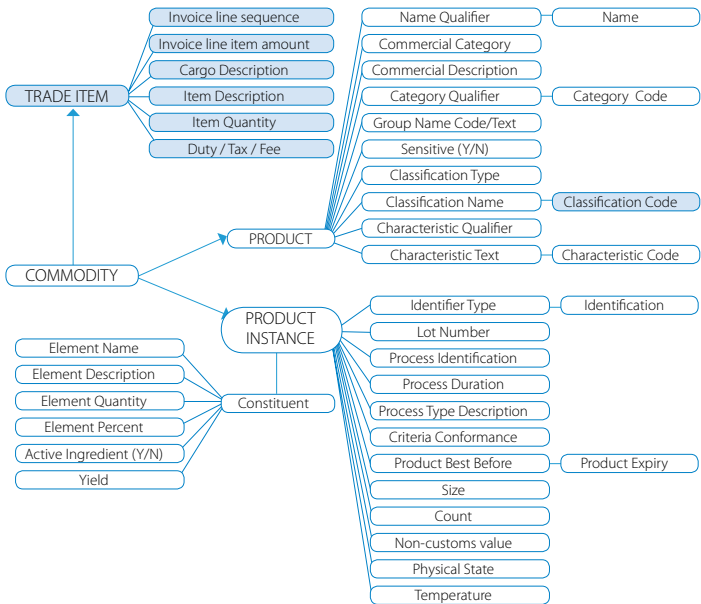 Invoice line sequence
Invoice line item amount
Cargo Description
TRADE ITEM
Item Description
Item Quantity
Duty / Tax / Fee
Name Qualifier
Name
Commercial Category
Commercial Description
Category Qualifier
Category Code
Group Name Code/Text
Sensitive (Y/N)
Classification Type
Classification Name
Classification Code
Characteristic Qualifier
Characteristic Text
Characteristic Code
PRODUCT
COMMODITY
PRODUCT
INSTANCE
Identifier Type
Identification
Lot Number
Process Identification
Process Duration
Process Type Description
Criteria Conformance
Product Best Before
Product Expiry
Size
Count
Non-customs value
Physical State
Temperature
Element Name
Element Description
Element Quantity
Constituent
Element Percent
Active Ingredient (Y/N)
Yield